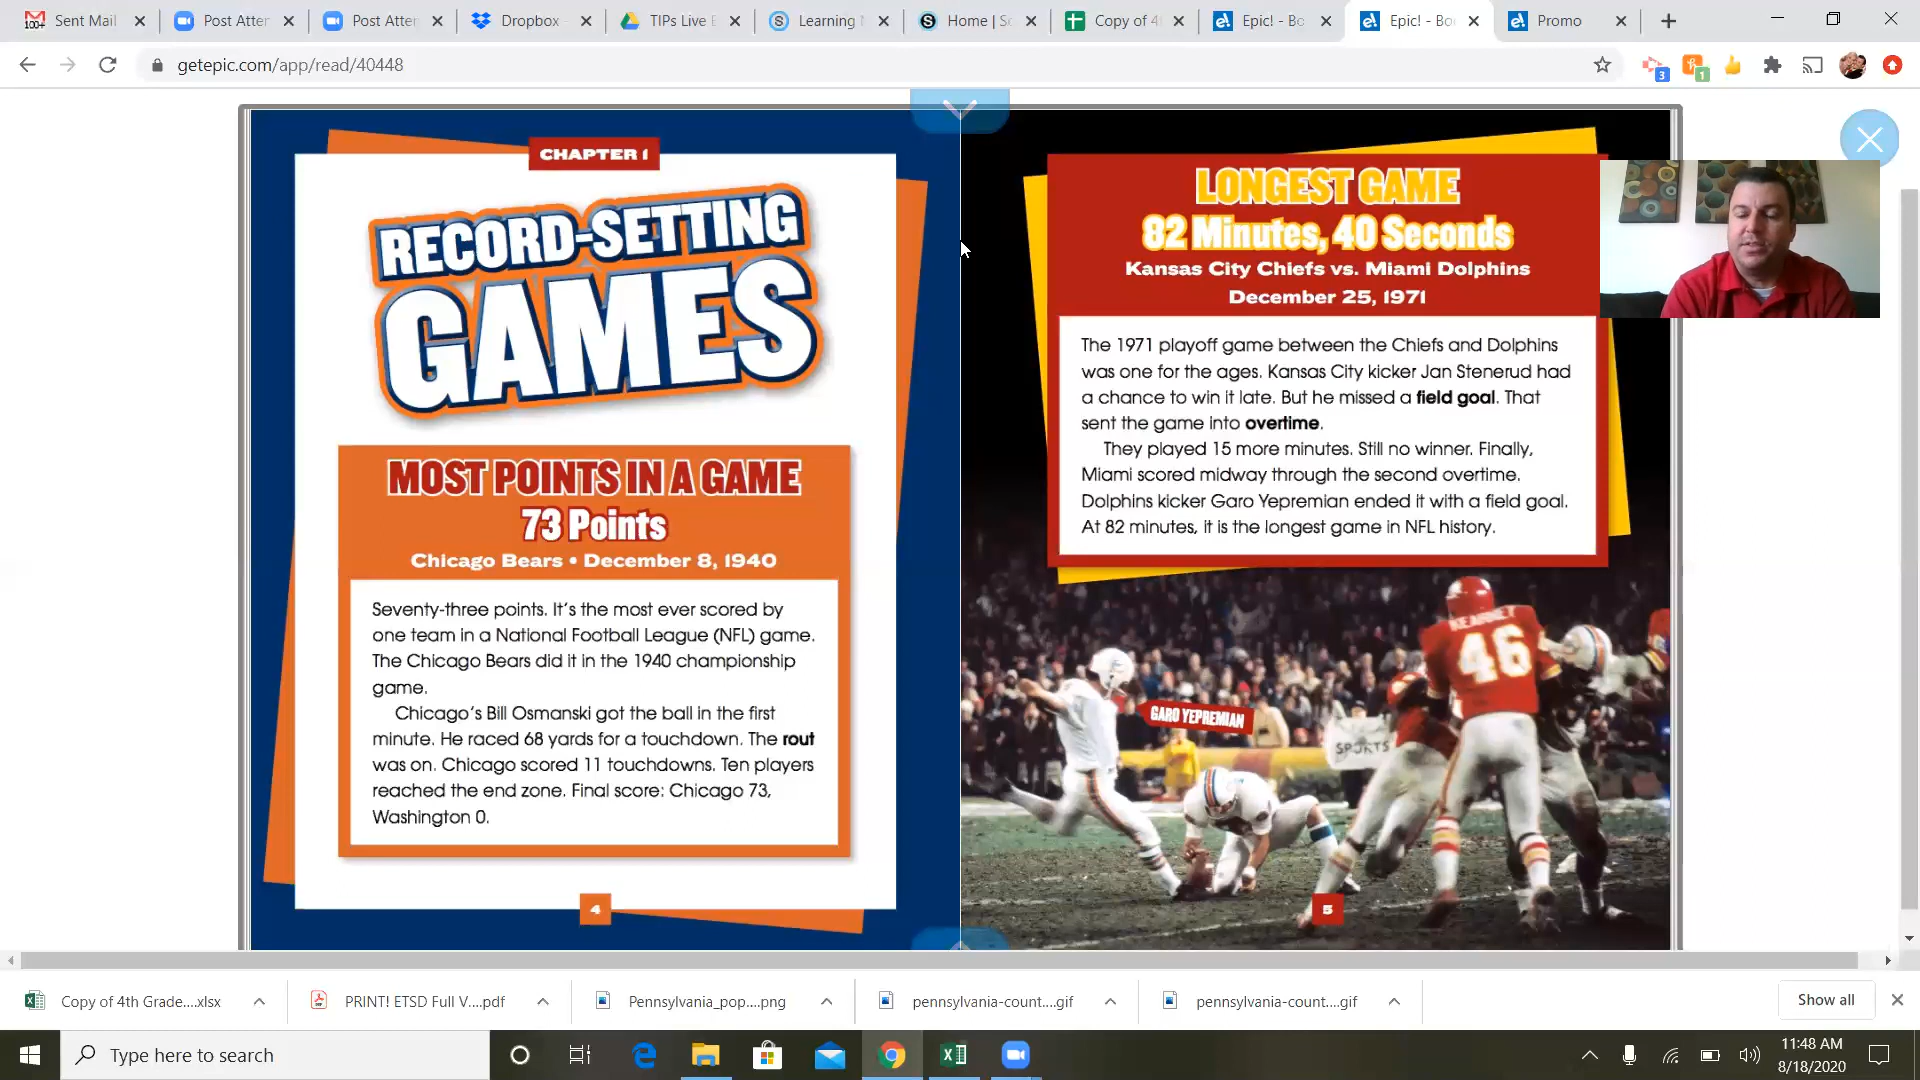 Sent Mail
Post Atter
Post Atter
Dropbox
TIPs Live
Learning
Home | S
Copy of 4
Epic! - Bo
Epic! - Bo
Promo
getepic.com/app/read/40448
3
1
CHAPTER 1
RECORD-SETTING
GAMES
MOST POINTS IN A GAME
73 Points
Chicago Bears • December 8, 1940
Seventy-three points. It's the most ever scored by
one team in a National Football League (NFL) game.
The Chicago Bears did it in the 1940 championship
game.
Chicago's Bill Osmanski got the ball in the first
minute. He raced 68 yards for a touchdown. The rout
was on. Chicago scored 11 touchdowns. Ten players
reached the end zone. Final score: Chicago 73,
Washington 0.
4
LONGEST GAME
82 Minutes, 40 Seconds
Kansas City Chiefs vs. Miami Dolphins
December 25, 1971
The 1971 playoff game between the Chiefs and Dolphins
was one for the ages. Kansas City kicker Jan Stenerud had
a chance to win it late. But he missed a field goal. That
sent the game into overtime.
They played 15 more minutes. Still no winner. Finally,
Miami scored midway through the second overtime.
Dolphins kicker Garo Yepremian ended it with a field goal.
At 82 minutes, it is the longest game in NFL history.
KEARNEY
46
GARO YEPREMIAN
SPORTS
5
Copy of 4th Grade....xlsx
PRINT! ETSD Full V....pdf
Pennsylvania_pop....png
pennsylvania-count....gif
pennsylvania-count....gif
Show all
Type here to search
11:48 AM
8/18/2020